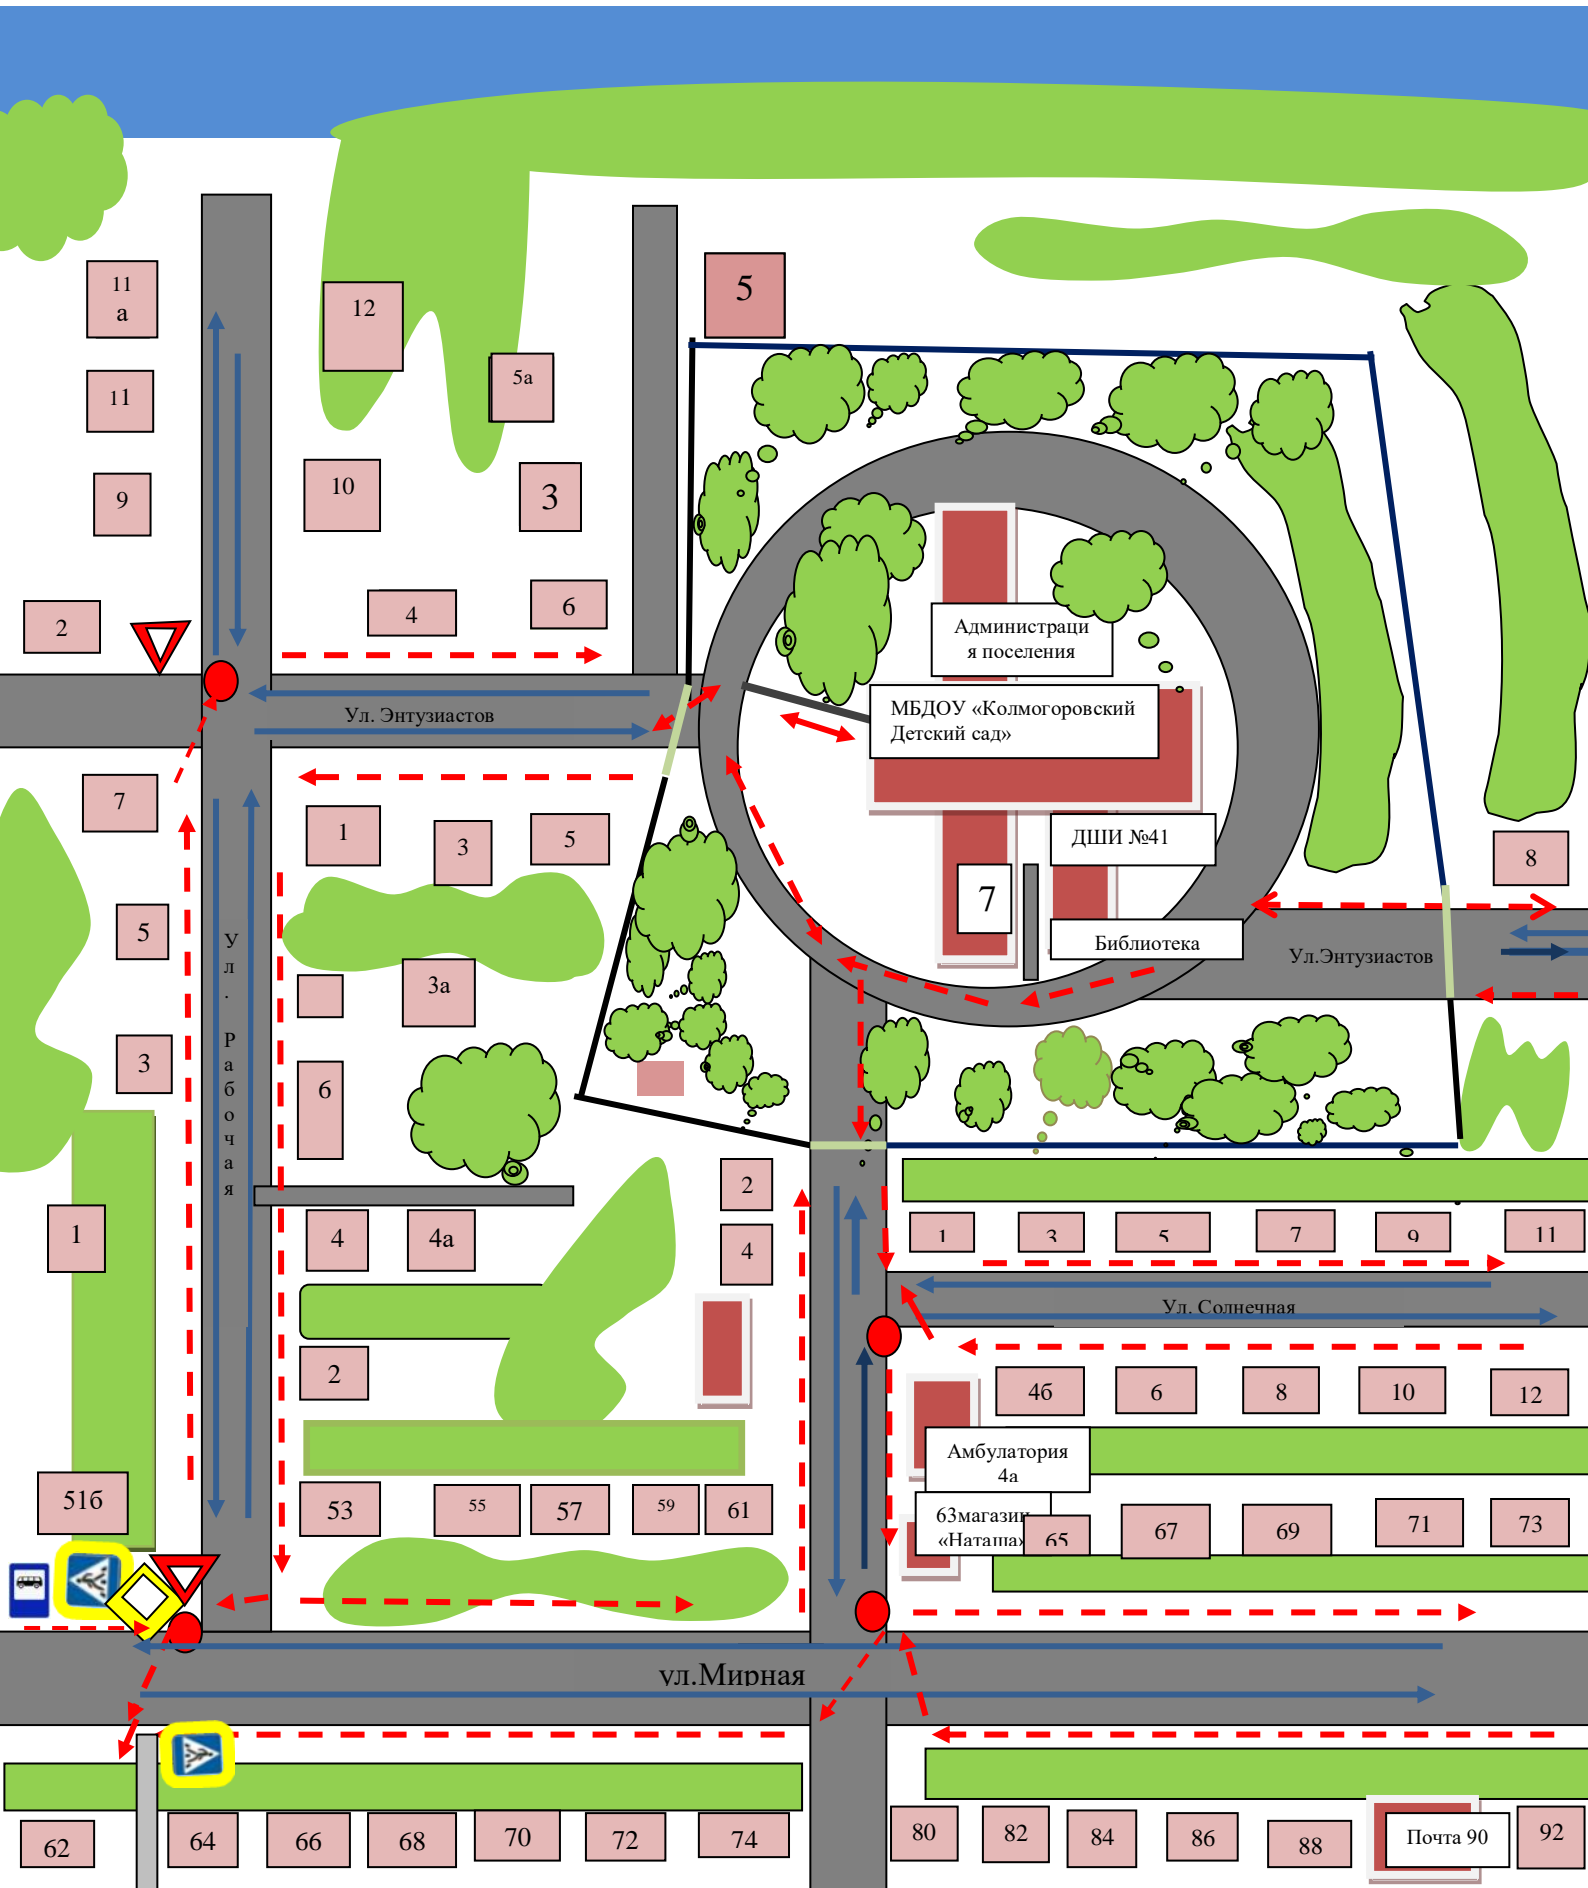 11
а
5
12
5а
11
10
3
9
2
4
6
Администраци
я поселения
МБДОУ «Колмогоровский
Детский сад»
Ул. Энтузиастов
7
1
3
5
ДШИ №41
8
7
5
Библиотека
Ул.Энтузиастов
У
л
.
Р
а
б
о
ч
а
я
3а
3
6
2
1
4
4а
4
1
3
5
7
9
11
Ул. Солнечная
2
4б
6
8
10
12
Амбулатория
4а
51б
53
55
57
59
61
63магазин
«Наташа»
65
67
69
71
73
ул.Мирная
62
64
66
68
70
72
74
80
82
84
86
88
Почта 90
92